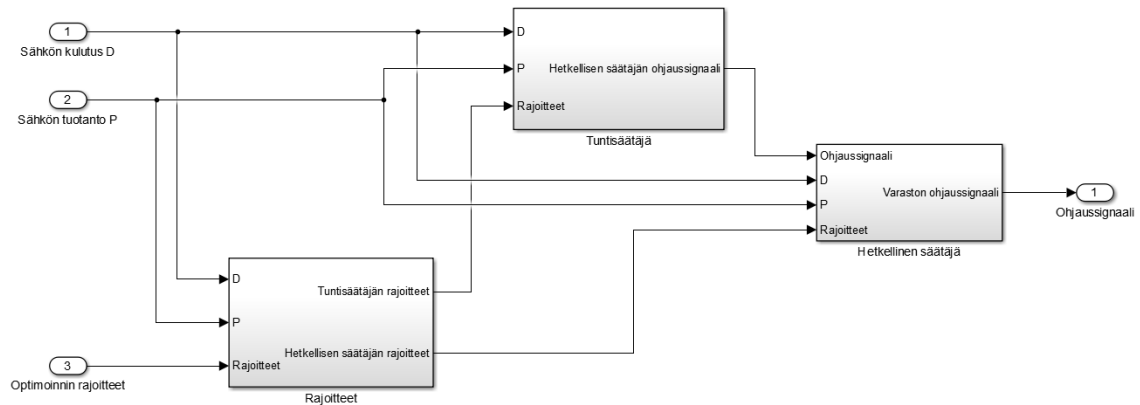 1
Sähkön kulutus D
2
Sähkön tuotanto P
D
P
Rajoitteet
Hetkellisen säätäjän ohjaussignaali
Tuntisäätäjä
Ohjaussignaali
D
P
Rajoitteet
Varaston ohjaussignaali
Hetkellinen säätäjä
1
Ohjaussignaali
D
P
Rajoitteet
Tuntisäätäjän rajoitteet
Hetkellisen säätäjän rajoitteet
Rajoitteet
3
Optimoinnin rajoitteet